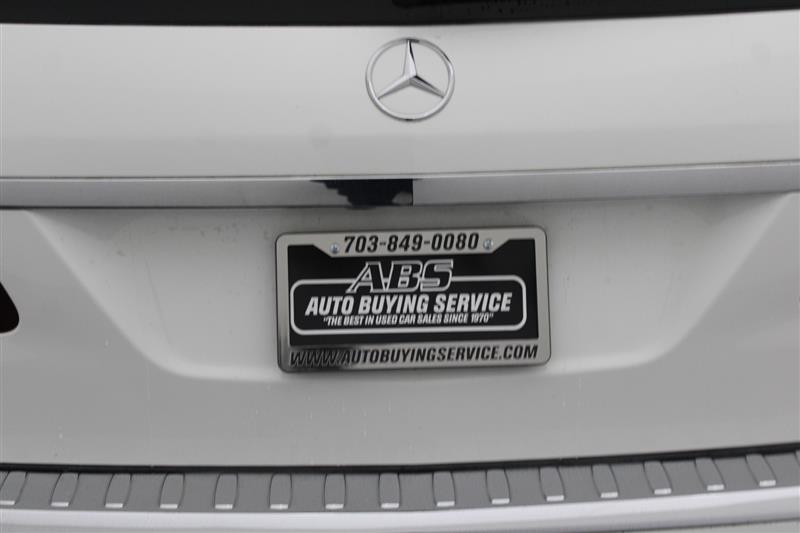 703-849-0080
ABS
AUTO BUYING SERVICE
"THE BEST IN USED CAR SALES SINCE 1970"
WWW.AUTOBUYINGSERVICE.COM